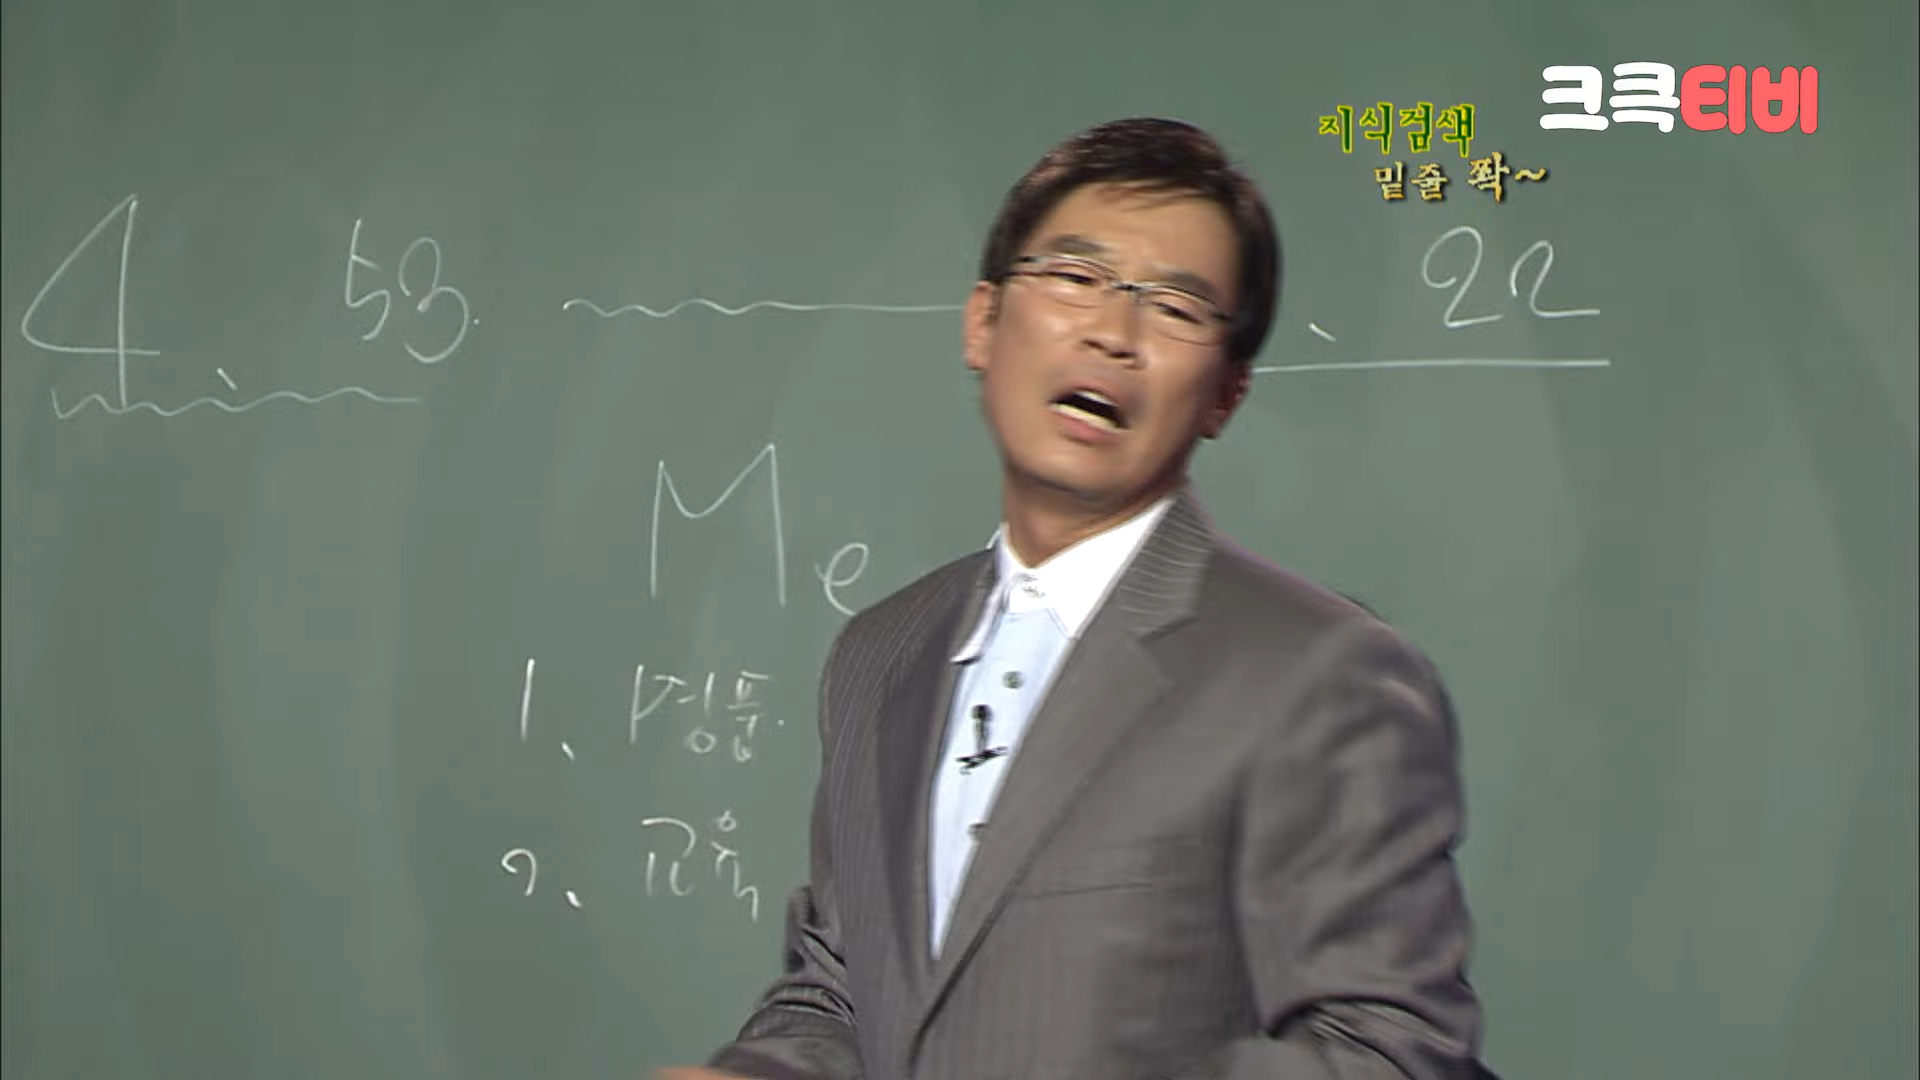 크큭티비
지식검색
밑줄 쫙~
4, 53. , 22
Me
1, 명품.
2, 교육